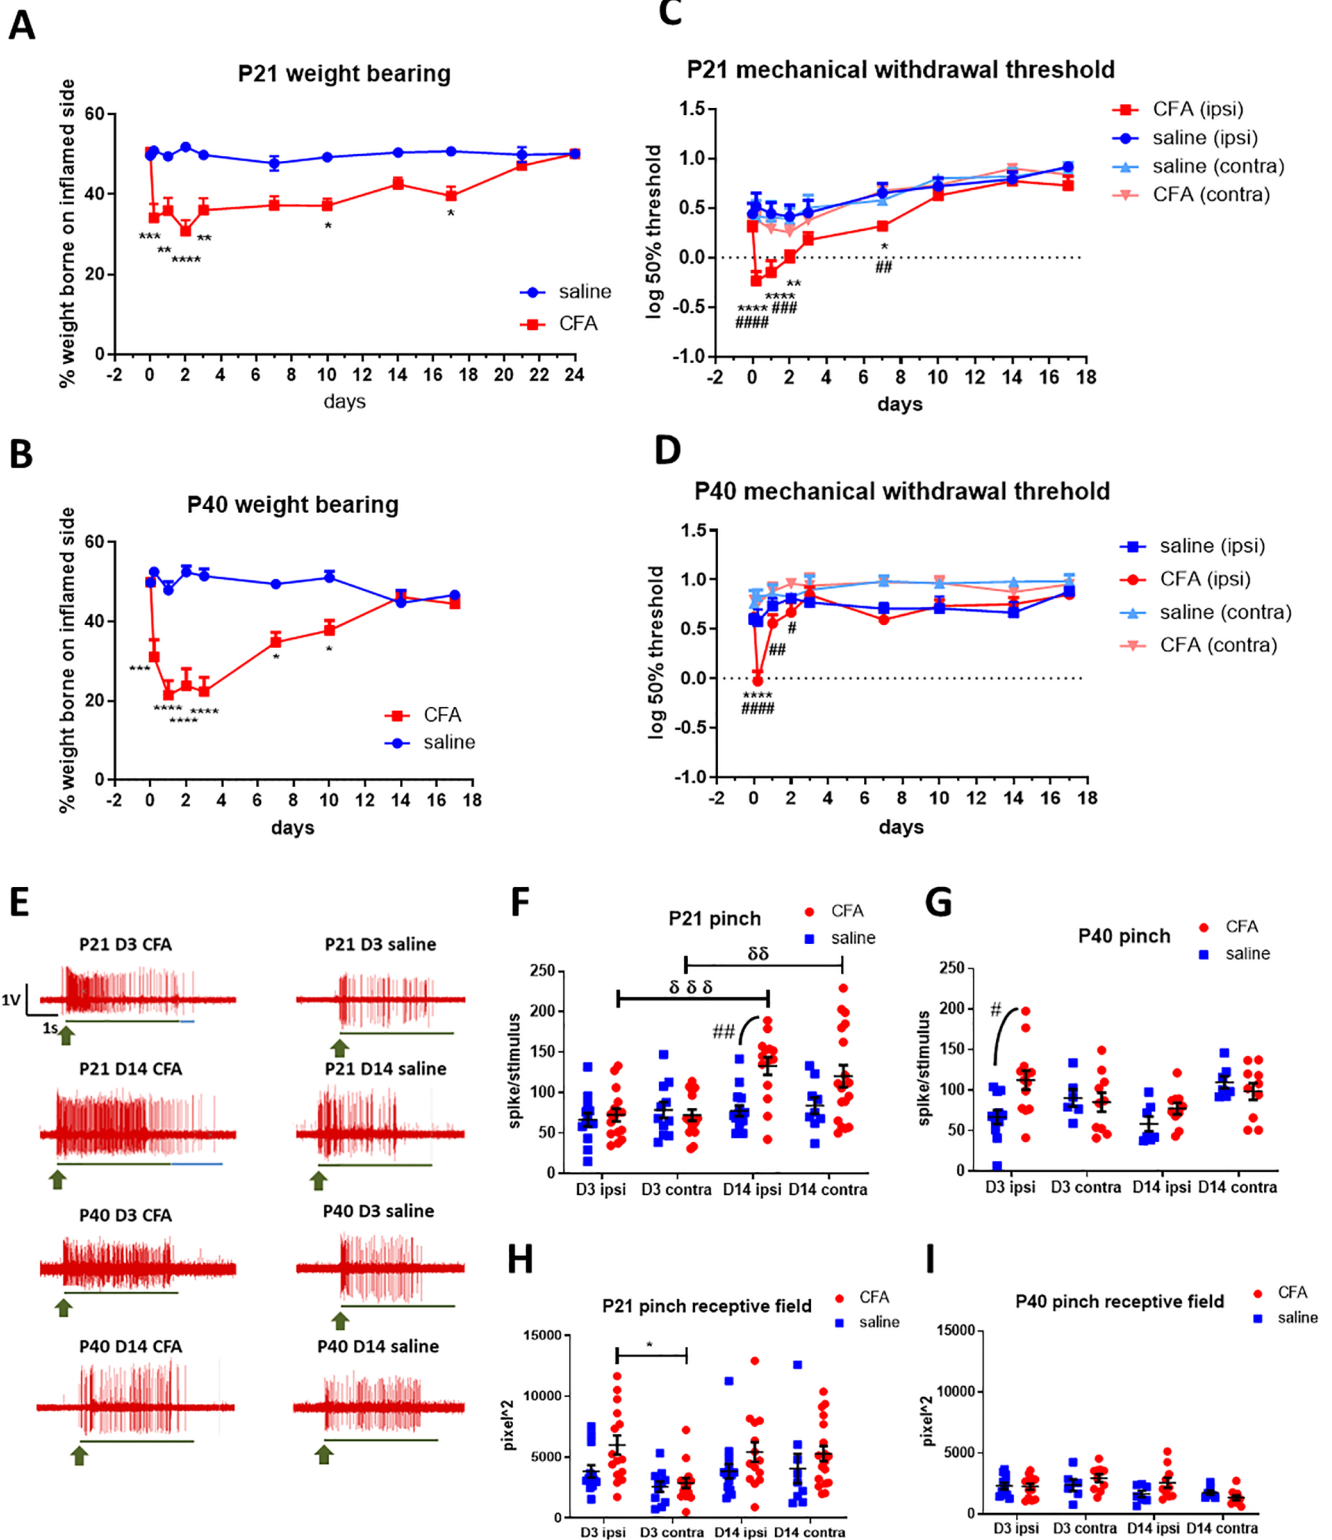 A
P21 weight bearing
% weight borne on inflamed side
60
40
20
0
***
**
****
**
*
*
saline
CFA
-2 0 2 4 6 8 10 12 14 16 18 20 22 24
days
C
P21 mechanical withdrawal threshold
log 50% threshold
1.5
1.0
0.5
0.0
-0.5
-1.0
****
####
****
###
**
*
##
CFA (ipsi)
saline (ipsi)
saline (contra)
CFA (contra)
-2 0 2 4 6 8 10 12 14 16 18
days
B
P40 weight bearing
% weight borne on inflamed side
60
40
20
0
***
****
****
****
*
*
CFA
saline
-2 0 2 4 6 8 10 12 14 16 18
days
D
P40 mechanical withdrawal threhold
log 50% threshold
1.5
1.0
0.5
0.0
-0.5
-1.0
****
####
##
#
saline (ipsi)
CFA (ipsi)
saline (contra)
CFA (contra)
-2 0 2 4 6 8 10 12 14 16 18
days
E
P21 D3 CFA
P21 D3 saline
1V
1s
P21 D14 CFA
P21 D14 saline
P40 D3 CFA
P40 D3 saline
P40 D14 CFA
P40 D14 saline
F
P21 pinch
CFA
saline
spike/stimulus
250
200
150
100
50
0
δδ
δ δ δ
##
D3 ipsi D3 contra D14 ipsi D14 contra
G
P40 pinch
CFA
saline
spike/stimulus
250
200
150
100
50
0
#
D3 ipsi D3 contra D14 ipsi D14 contra
H
P21 pinch receptive field
CFA
saline
pixel^2
15000
10000
5000
0
*
D3 ipsi D3 contra D14 ipsi D14 contra
I
P40 pinch receptive field
CFA
saline
pixel^2
15000
10000
5000
0
D3 ipsi D3 contra D14 ipsi D14 contra